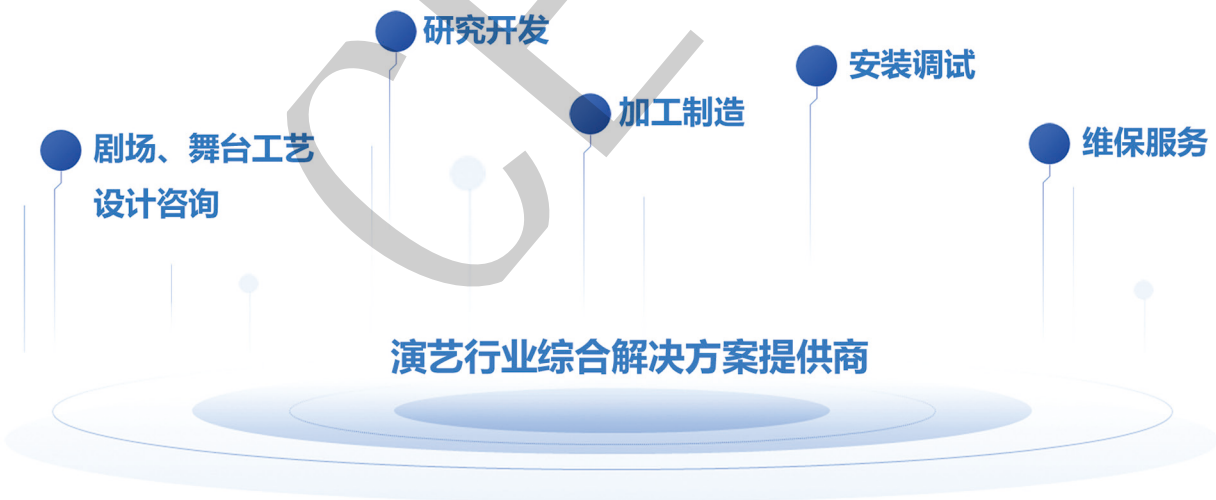 研究开发
安装调试
加工制造
剧场、舞台工艺
设计咨询
维保服务
演艺行业综合解决方案提供商